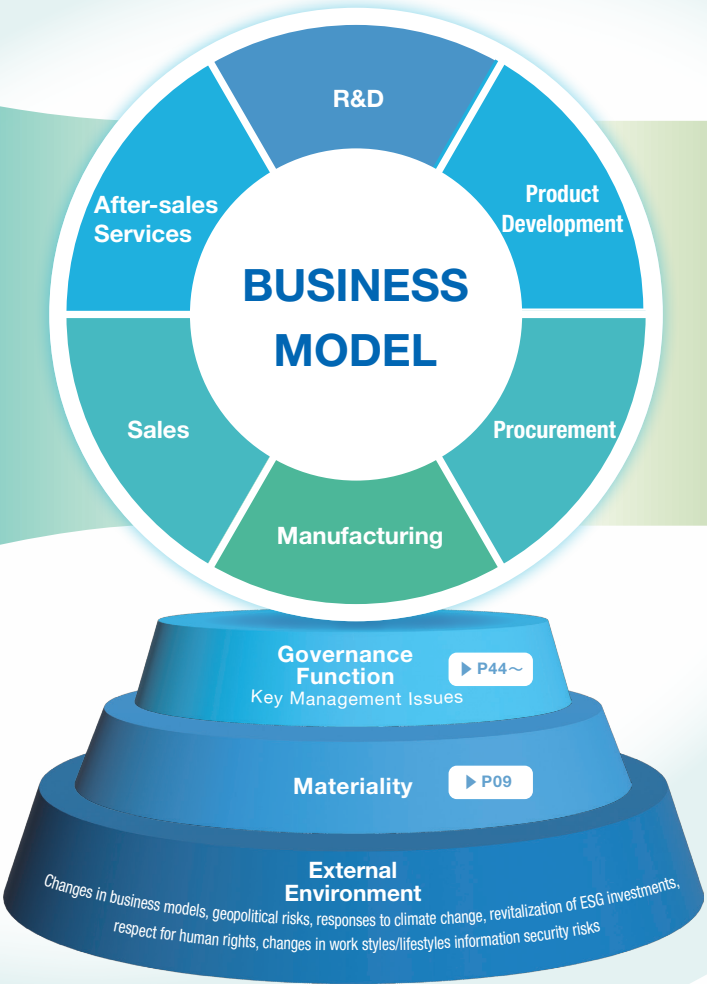 R&D
Product
Development
After-sales
Services
BUSINESS
MODEL
Sales
Procurement
Manufacturing
Governance
Function
Key Management Issues
P44～
Materiality
P09
External
Environment
Changes in business models, geopolitical risks, responses to climate change, revitalization of ESG investments,
respect for human rights, changes in work styles/lifestyles information security risks